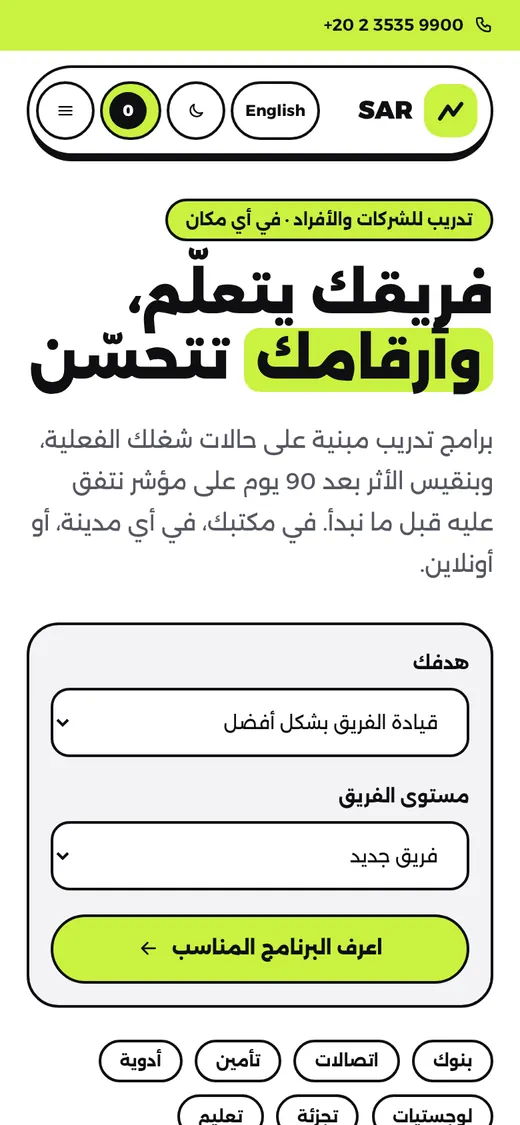 +20 2 3535 9900
SAR
English
0
تدريب للشركات والأفراد · في أي مكان
فريقك يتعلّم،
وأرقامك تتحسّن
برامج تدريب مبنية على حالات شغلك الفعلية،
وبنقيس الأثر بعد 90 يوم على مؤشر نتفق
عليه قبل ما نبدأ. في مكتبك، في أي مدينة، أو
أونلاين.
هدفك
قيادة الفريق بشكل أفضل
مستوى الفريق
فريق جديد
اعرف البرنامج المناسب ←
بنوك
اتصالات
تأمين
أدوية
لوجستيات
تجزئة
تعليم